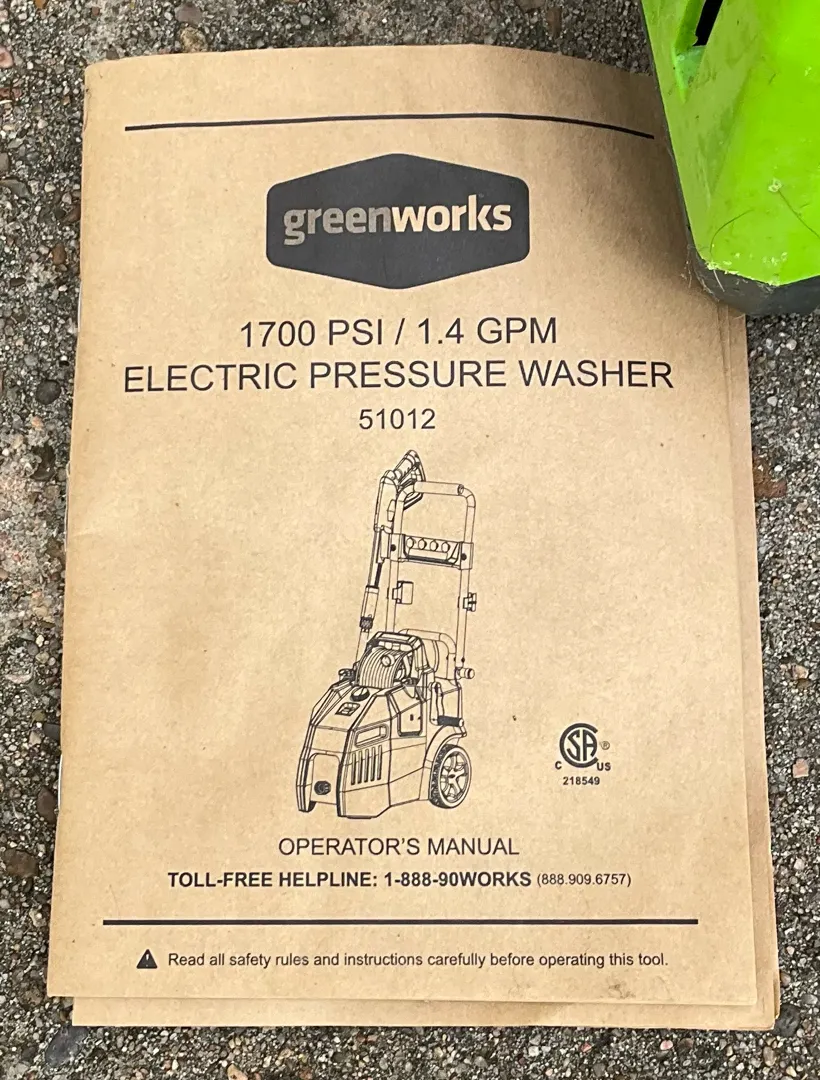 greenworks
1700 PSI / 1.4 GPM
ELECTRIC PRESSURE WASHER
51012
CSA®
C US
218549
OPERATOR'S MANUAL
TOLL-FREE HELPLINE: 1-888-90WORKS (888.909.6757)
Read all safety rules and instructions carefully before operating this tool.